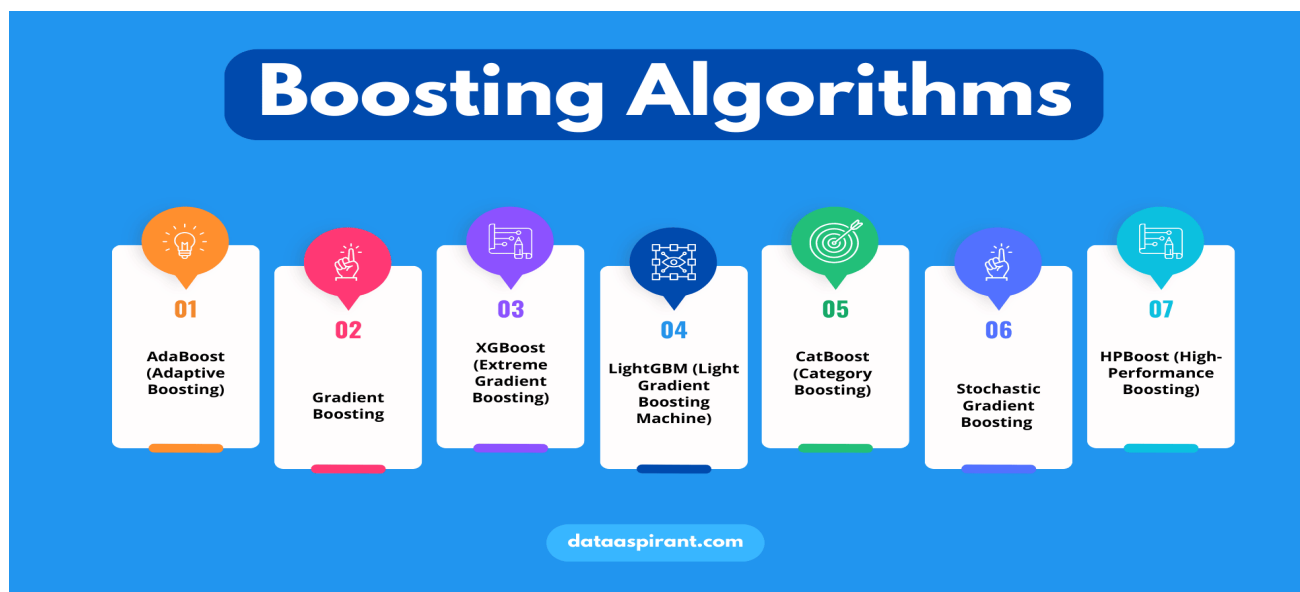 Boosting Algorithms
01
AdaBoost
(Adaptive
Boosting)
02
Gradient
Boosting
03
XGBoost
(Extreme
Gradient
Boosting)
04
LightGBM (Light
Gradient
Boosting
Machine)
05
CatBoost
(Category
Boosting)
06
Stochastic
Gradient
Boosting
07
HPBoost (High-
Performance
Boosting)
dataaspirant.com